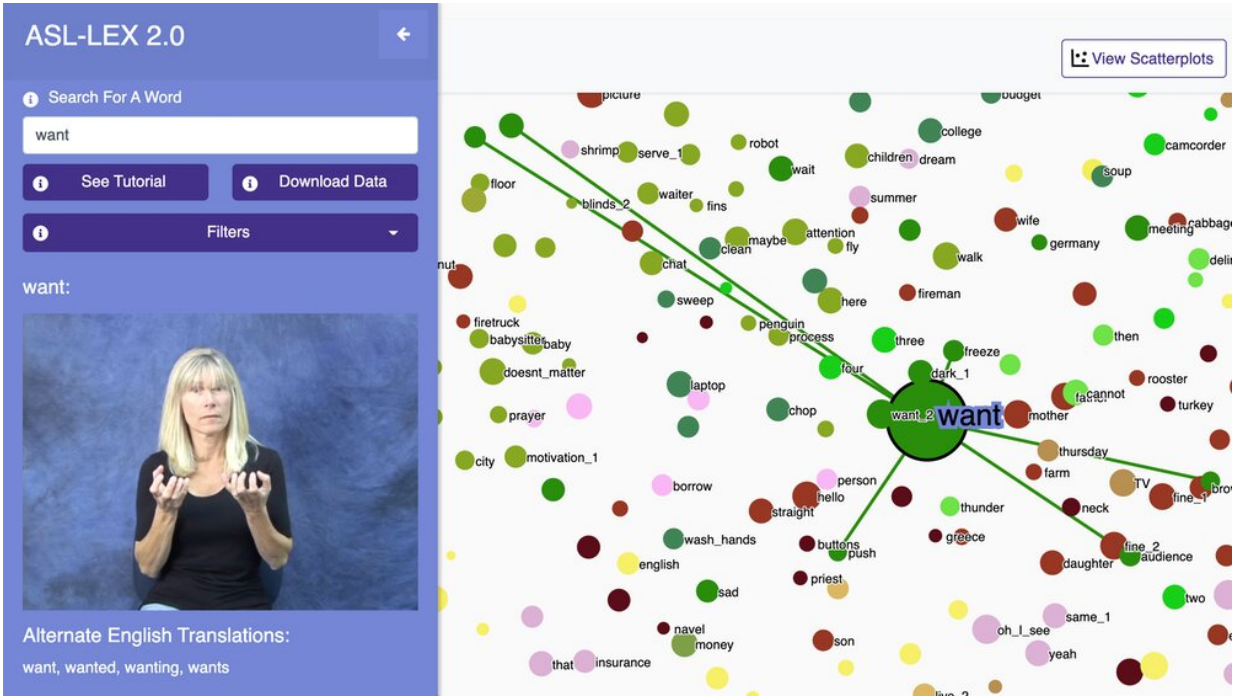 ASL-LEX 2.0
Search For A Word
want
See Tutorial
Download Data
Filters
want:
Alternate English Translations:
want, wanted, wanting, wants
View Scatterplots
picture
budget
college
camcorder
robot
shrimp
serve_1
children
dream
wait
soup
floor
waiter
summer
blinds_2
fins
wife
cabbage
meeting
attention
maybe
fly
germany
clean
walk
chat
nut
fireman
sweep
here
firetruck
penguin
process
three
then
babysitter
baby
freeze
doesnt_matter
four
dark_1
rooster
laptop
cannot
turkey
prayer
chop
want_2
want
mother
thursday
city
motivation_1
farm
person
borrow
TV
hello
fine_1
straight
thunder
neck
greece
wash_hands
buttons
push
fine_2
audience
english
daughter
priest
sad
two
same_1
navel
oh_I_see
money
son
yeah
that
insurance